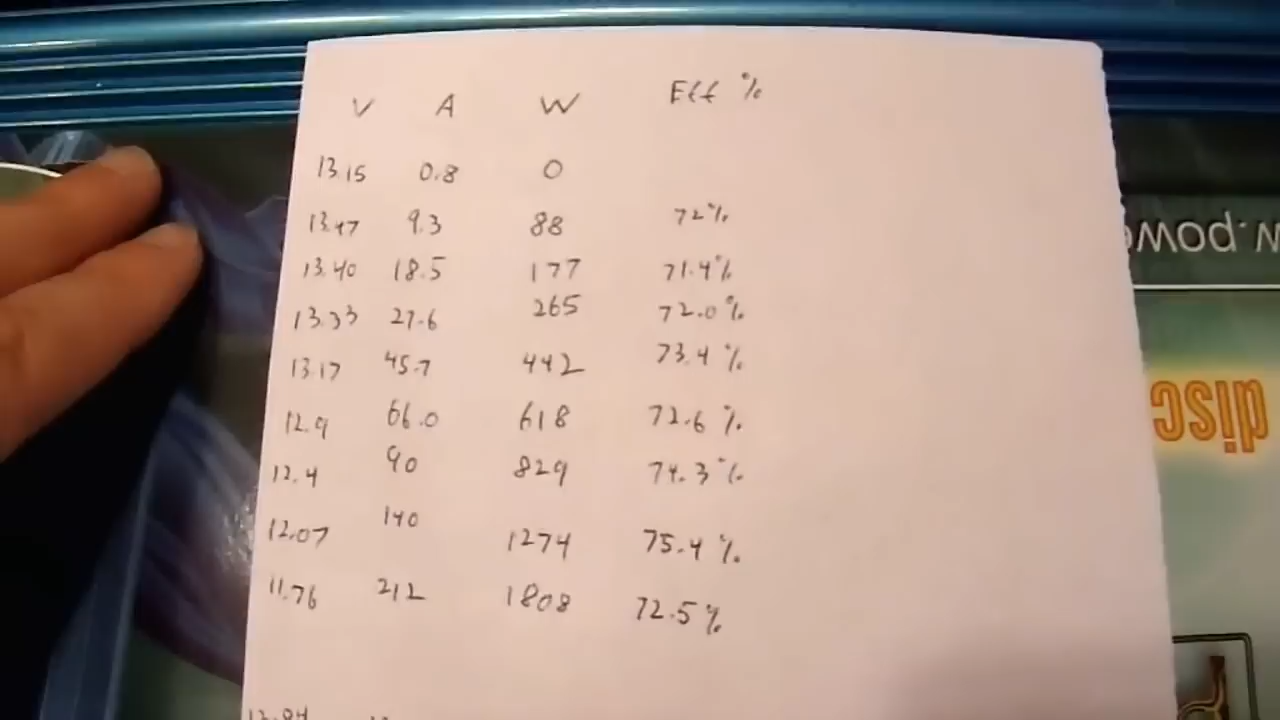 V A W Eff %
13.15 0.8 0
13.47 9.3 88 72%
13.40 18.5 177 71.4%
13.33 27.6 265 72.0%
13.17 45.7 442 73.4%
12.9 66.0 618 72.6%
12.4 90 829 74.3%
12.07 140 1274 75.4%
11.76 212 1808 72.5%
disc